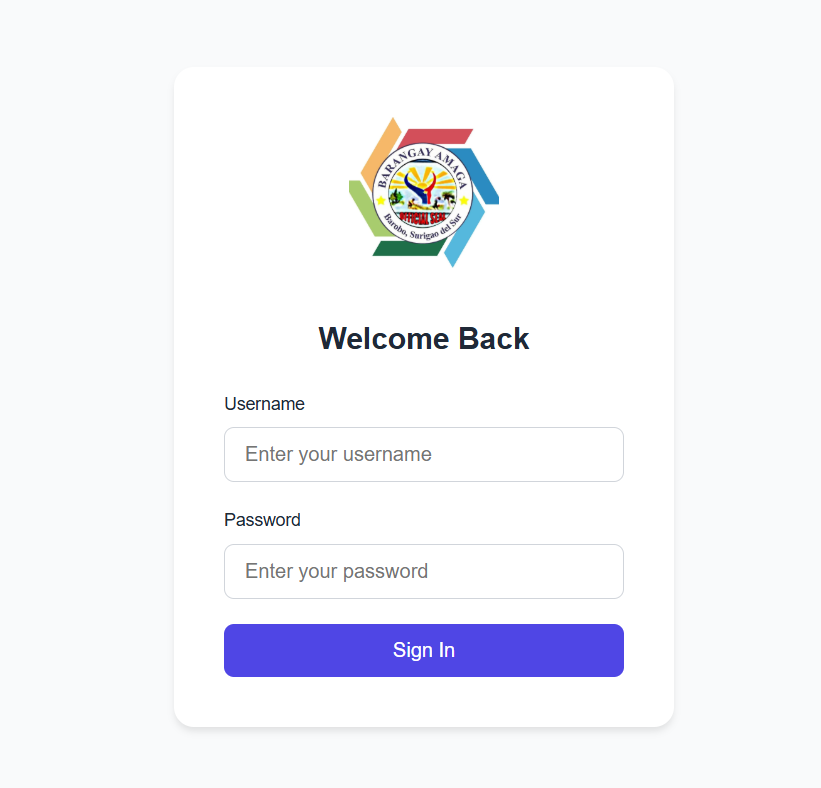 BARANGAY AMAGA
OFFICIAL SEAL
Barobo, Surigao del Sur
Welcome Back
Username
Enter your username
Password
Enter your password
Sign In